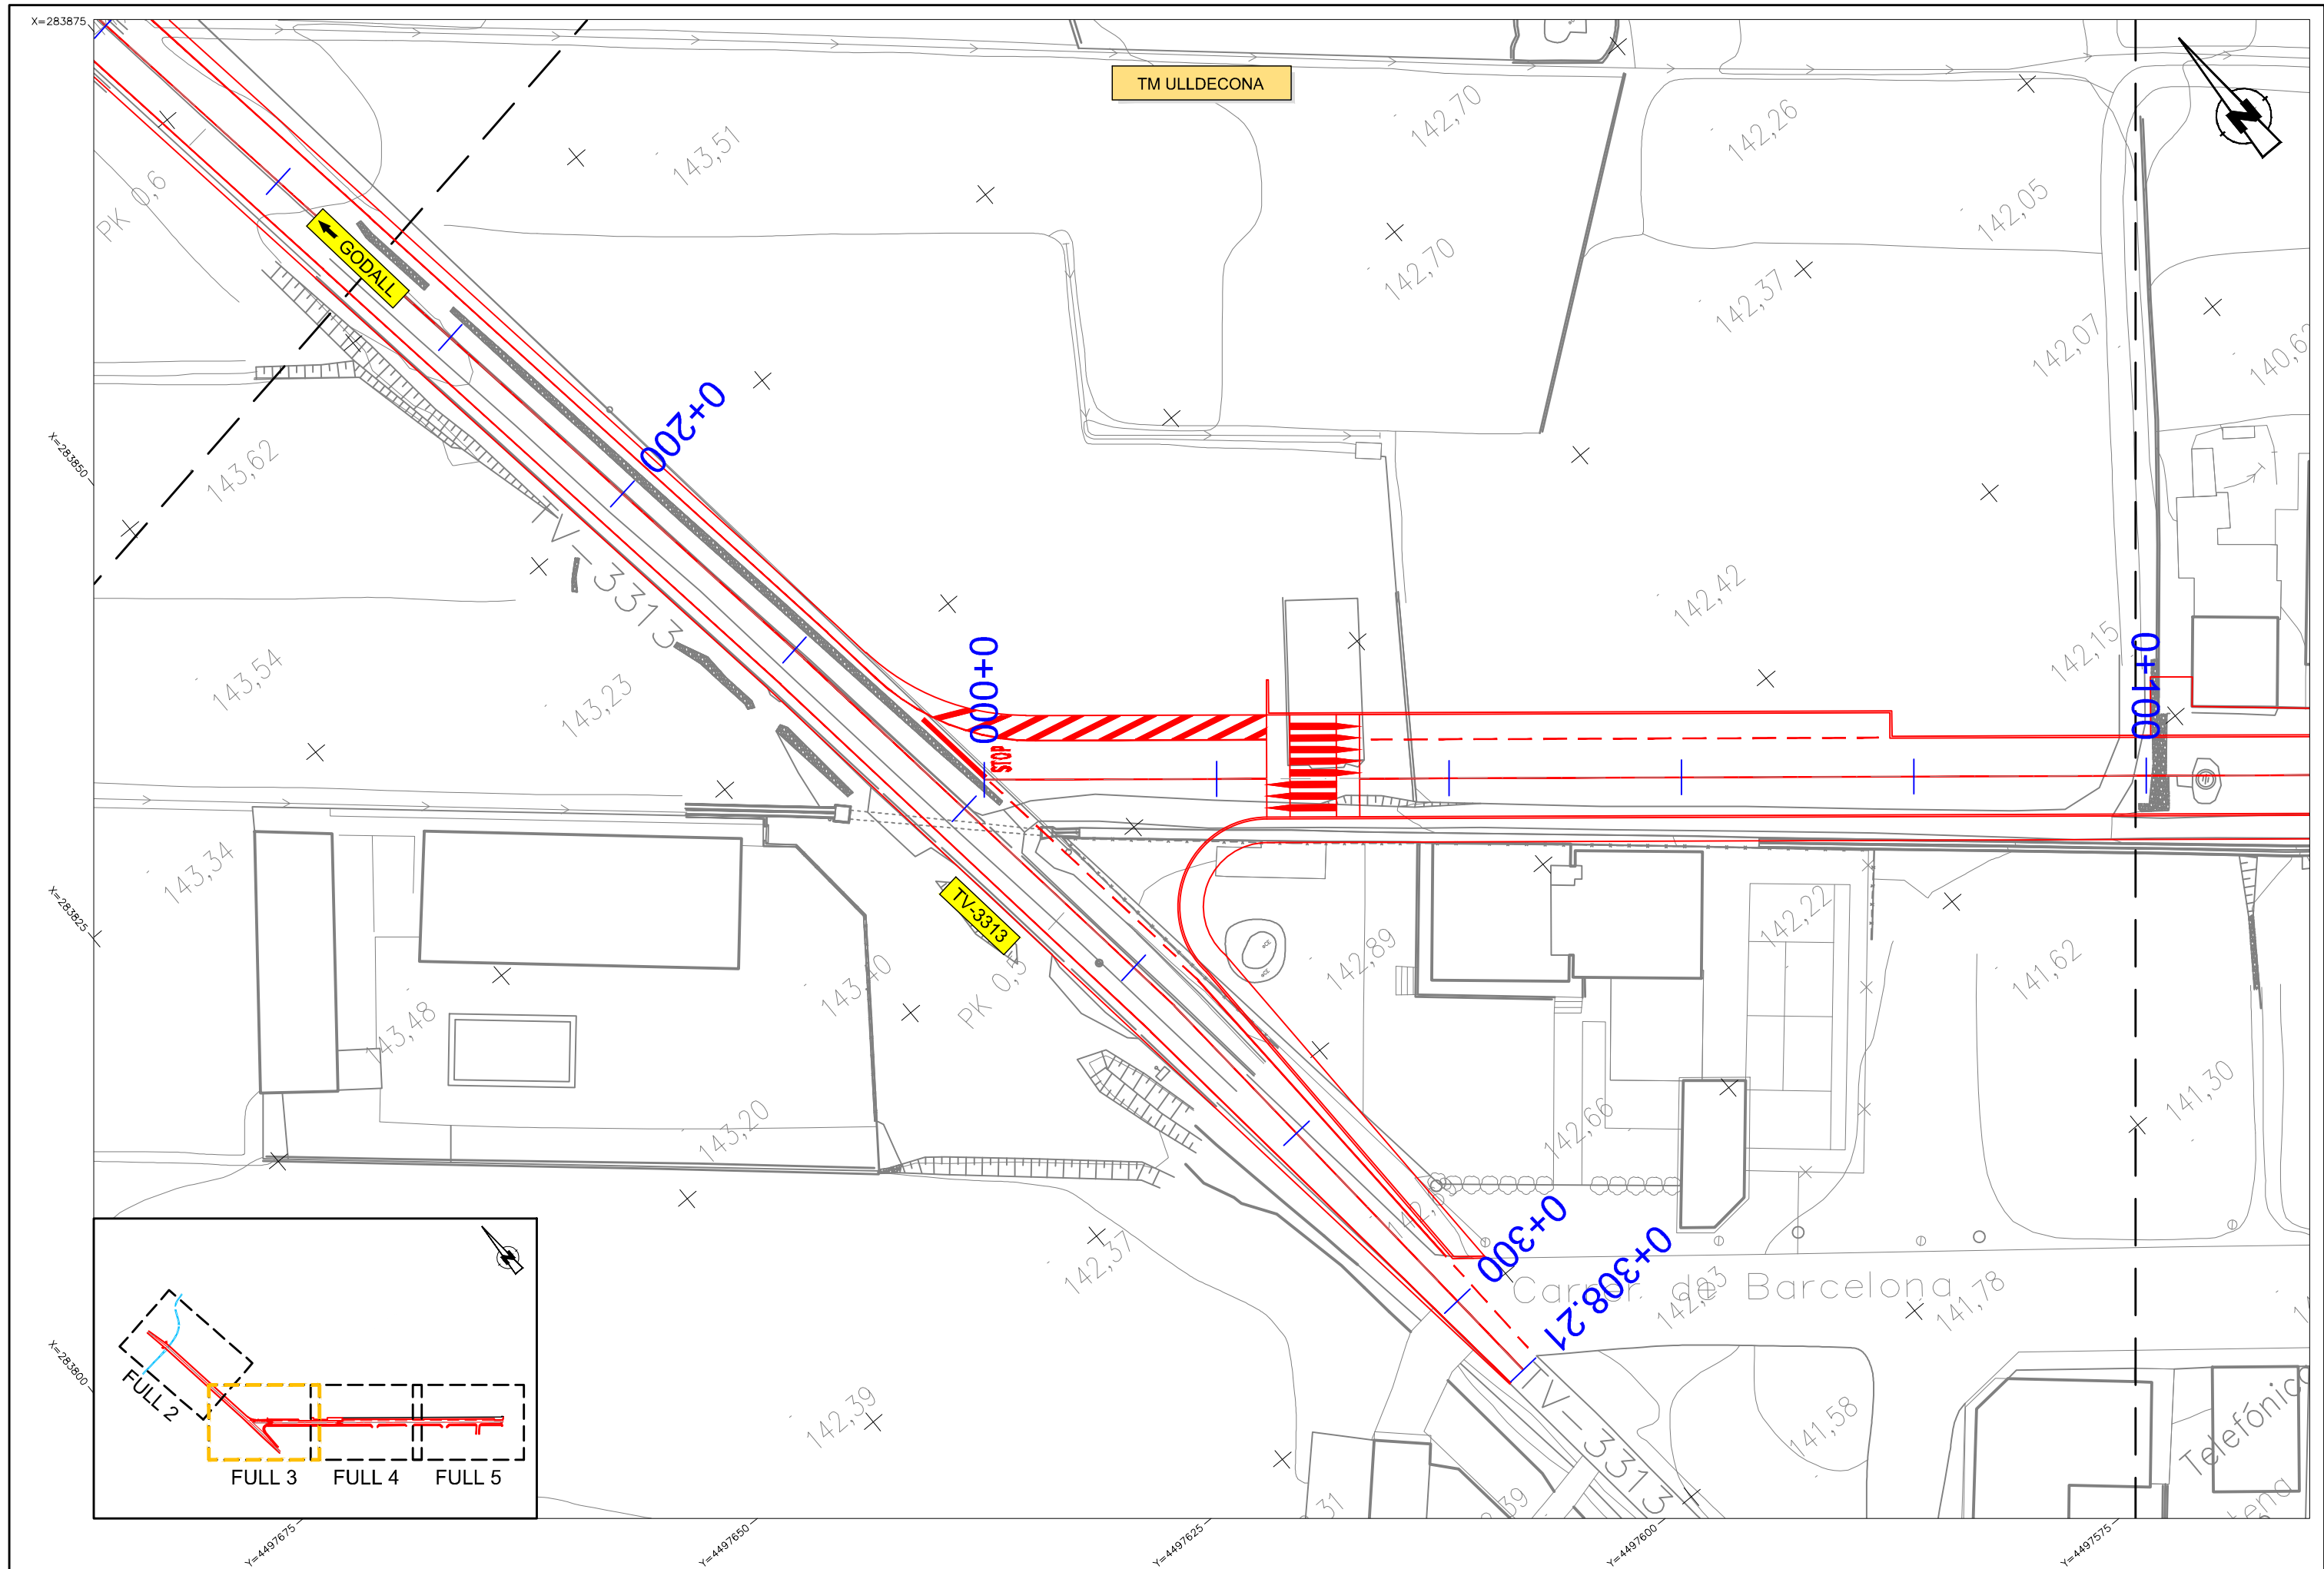 X=283875
TM ULLDECONA
142,70
142,26
143,51
PK 0,6
142,05
GODALL
142,70
142,37
142,07
140,6
0+200
X=283850
143,62
TV-3313
142,42
142,15
0+000
0+100
143,54
143,23
STOP
143,34
X=283825
TV-3313
142,22
142,89
141,62
143,40
PK 0,5
143,48
143,20
142,66
141,30
0+300
0+308.21
142,37
Carrer de Barcelona
141,78
X=283800
FULL 2
FULL 3
FULL 4
FULL 5
142,39
141,58
TV-3313
Telefónica
Y=4497675
Y=4497650
Y=4497625
Y=4497600
Y=4497575